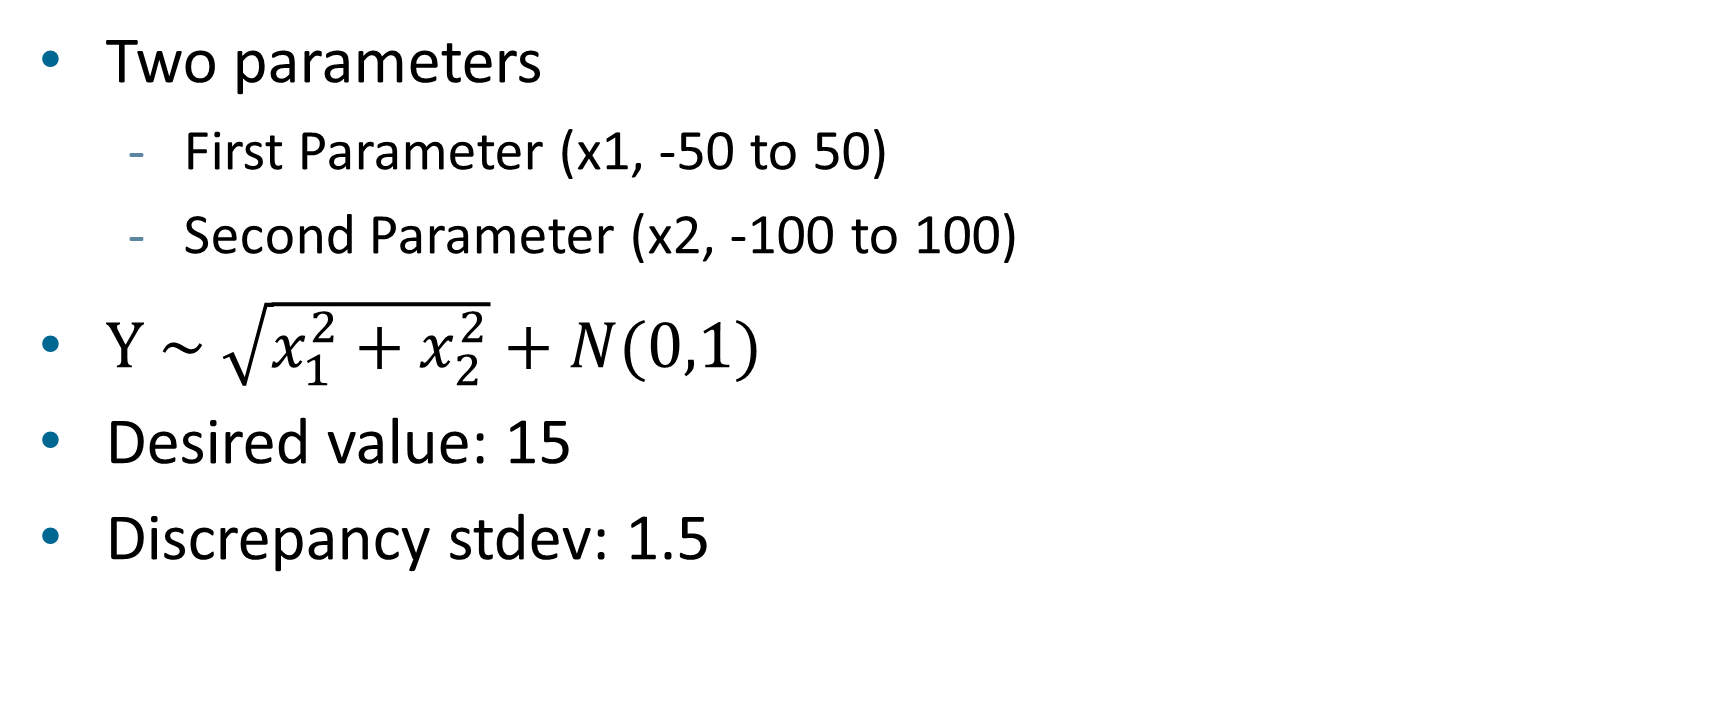 • Two parameters
- First Parameter (x1, -50 to 50)
- Second Parameter (x2, -100 to 100)
• Y ~ √(x₁² + x₂²) + N(0,1)
• Desired value: 15
• Discrepancy stdev: 1.5